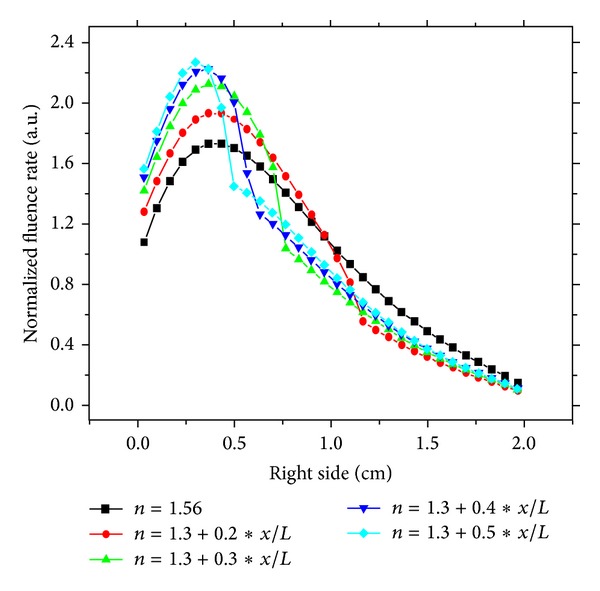 Normalized fluence rate (a.u.)
2.4
2.0
1.6
1.2
0.8
0.4
0.0
0.0 0.5 1.0 1.5 2.0
Right side (cm)
n = 1.56
n = 1.3 + 0.2 ∗ x/L
n = 1.3 + 0.3 ∗ x/L
n = 1.3 + 0.4 ∗ x/L
n = 1.3 + 0.5 ∗ x/L